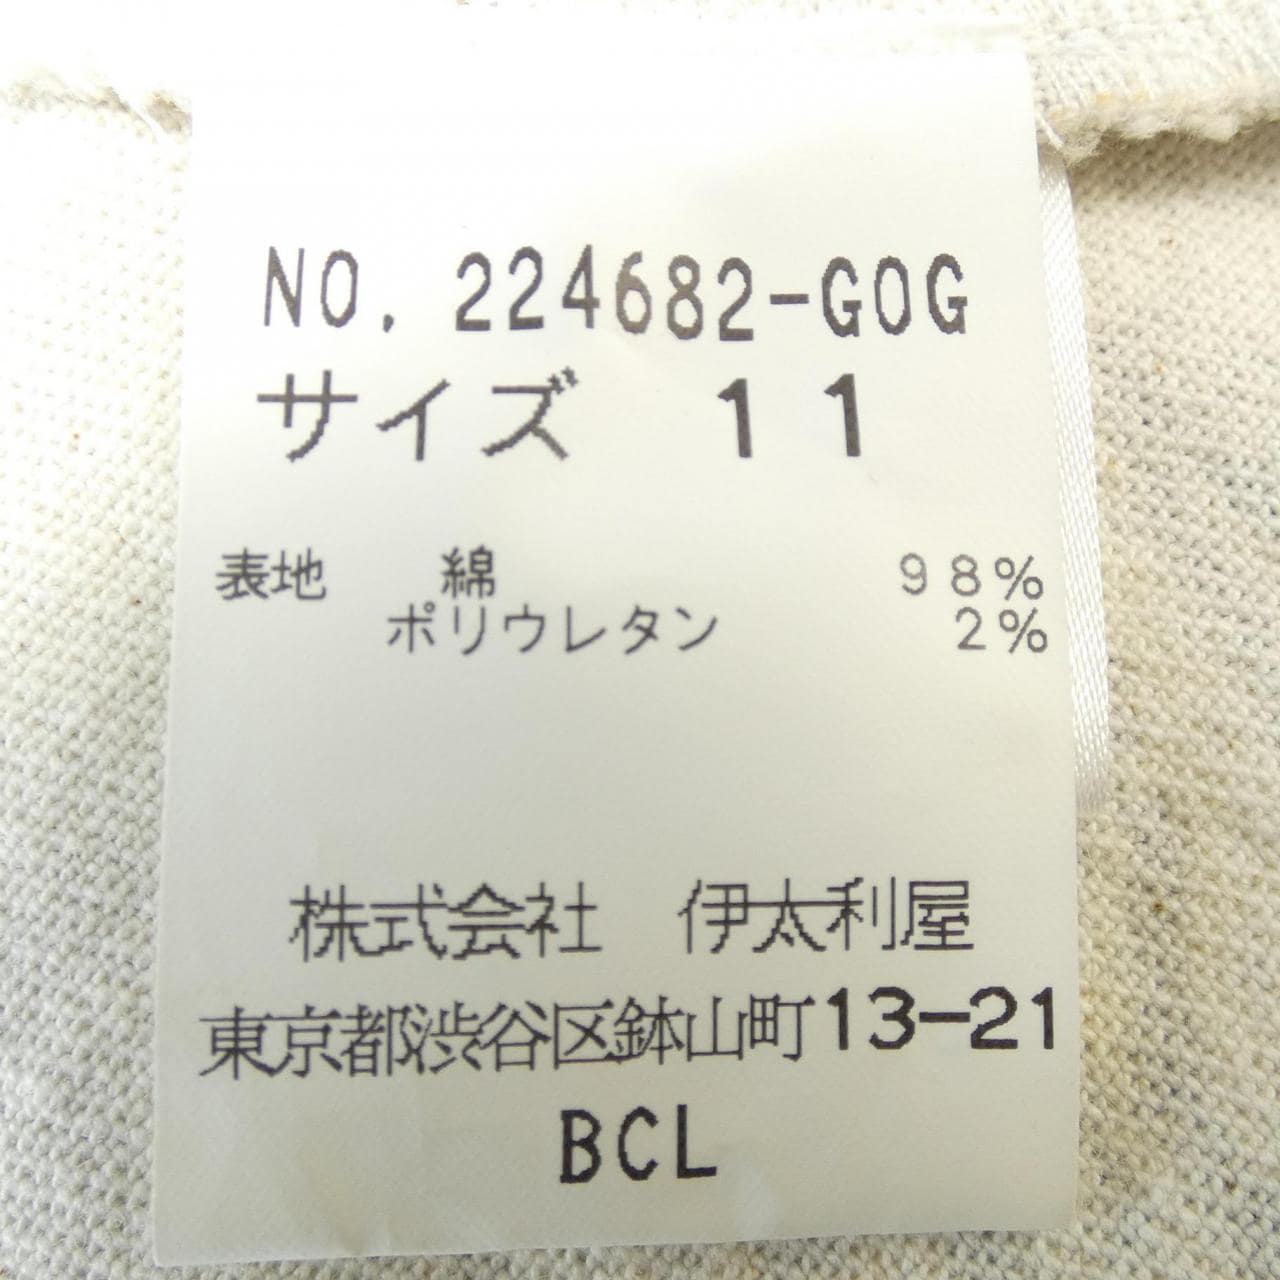 NO. 224682-GOG
サイズ 11
表地 綿 98%
ポリウレタン 2%
株式会社 伊太利屋
東京都渋谷区鉢山町13-21
BCL